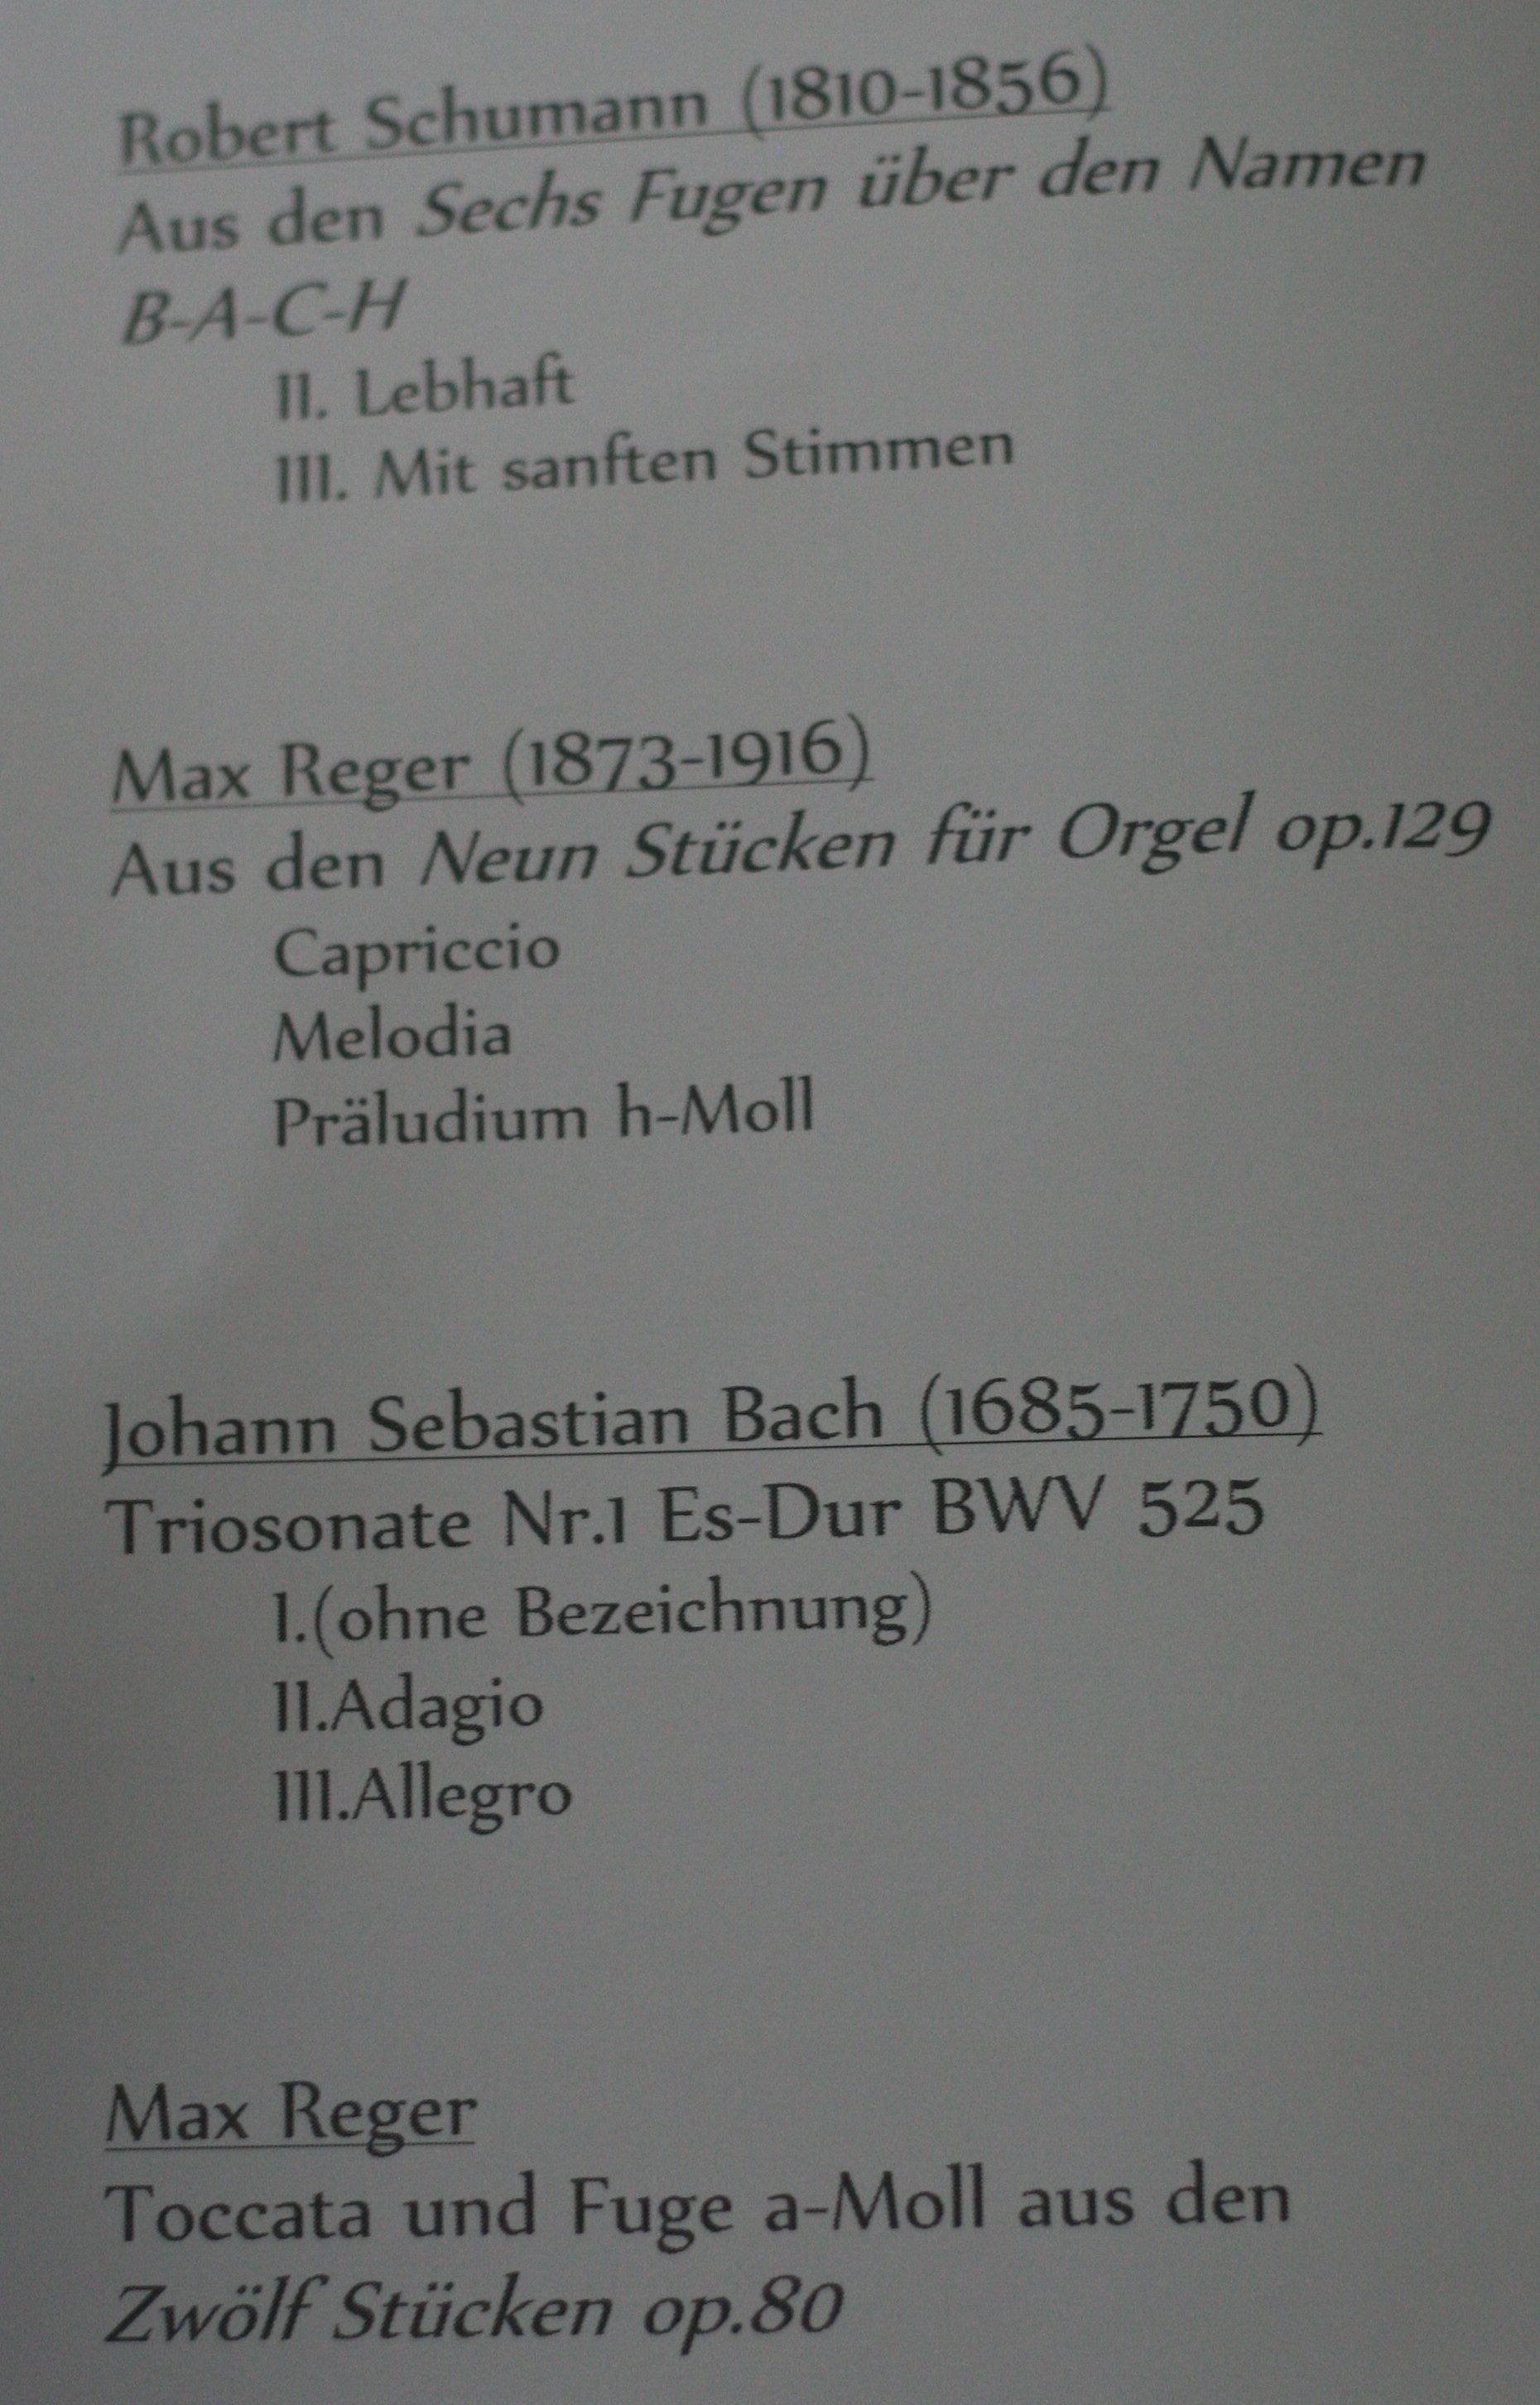 Robert Schumann (1810-1856)
Aus den Sechs Fugen über den Namen
B-A-C-H
II. Lebhaft
III. Mit sanften Stimmen
Max Reger (1873-1916)
Aus den Neun Stücken für Orgel op.129
Capriccio
Melodia
Präludium h-Moll
Johann Sebastian Bach (1685-1750)
Triosonate Nr.1 Es-Dur BWV 525
I.(ohne Bezeichnung)
II.Adagio
III.Allegro
Max Reger
Toccata und Fuge a-Moll aus den
Zwölf Stücken op.80